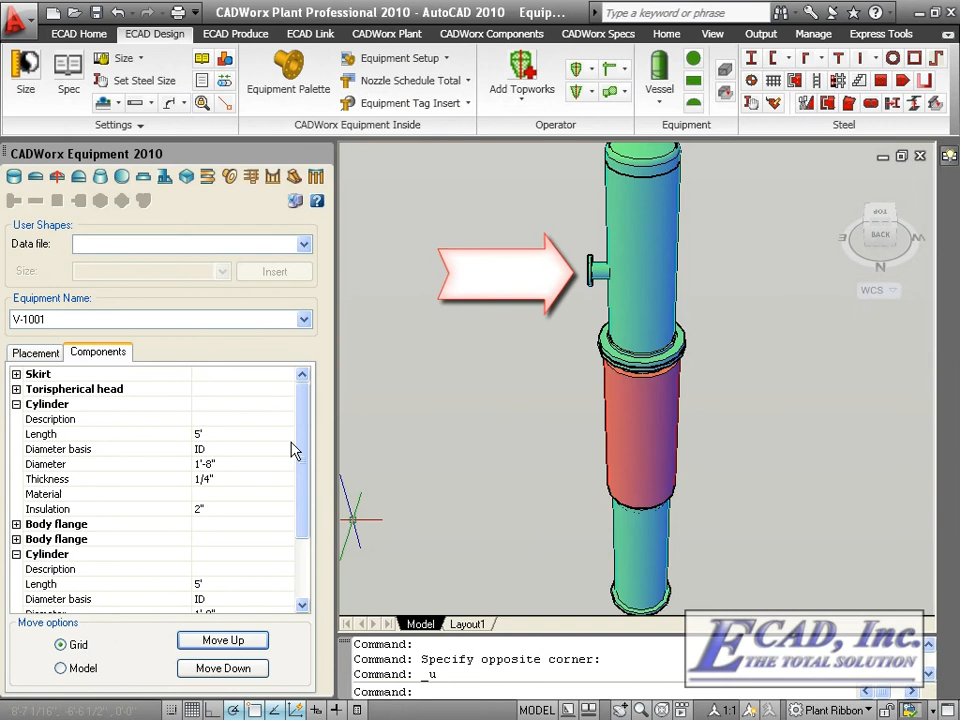 CADWorx Plant Professional 2010 - AutoCAD 2010 Equip...
Type a keyword or phrase
ECAD Home ECAD Design ECAD Produce ECAD Link CADWorx Plant CADWorx Components CADWorx Specs Home View Output Manage Express Tools
Size Spec
Size
Set Steel Size
Settings
Equipment Palette
Equipment Setup
Nozzle Schedule Total
Equipment Tag Insert
CADWorx Equipment Inside
Add Topworks
Operator
Vessel
Equipment
Steel
CADWorx Equipment 2010
User Shapes:
Data file:
Size:
Insert
Equipment Name:
V-1001
Placement Components
Skirt
Torispherical head
Cylinder
Description
Length 5'
Diameter basis ID
Diameter 1'-8"
Thickness 1/4"
Material
Insulation 2"
Body flange
Body flange
Cylinder
Description
Length 5'
Diameter basis ID
Move options
Grid
Move Up
Model
Move Down
TOP
BACK
N
WCS
Model Layout1
Command:
Command: Specify opposite corner:
Command: _u
Command:
ECAD, Inc.
THE TOTAL SOLUTION
MODEL
1:1
Plant Ribbon